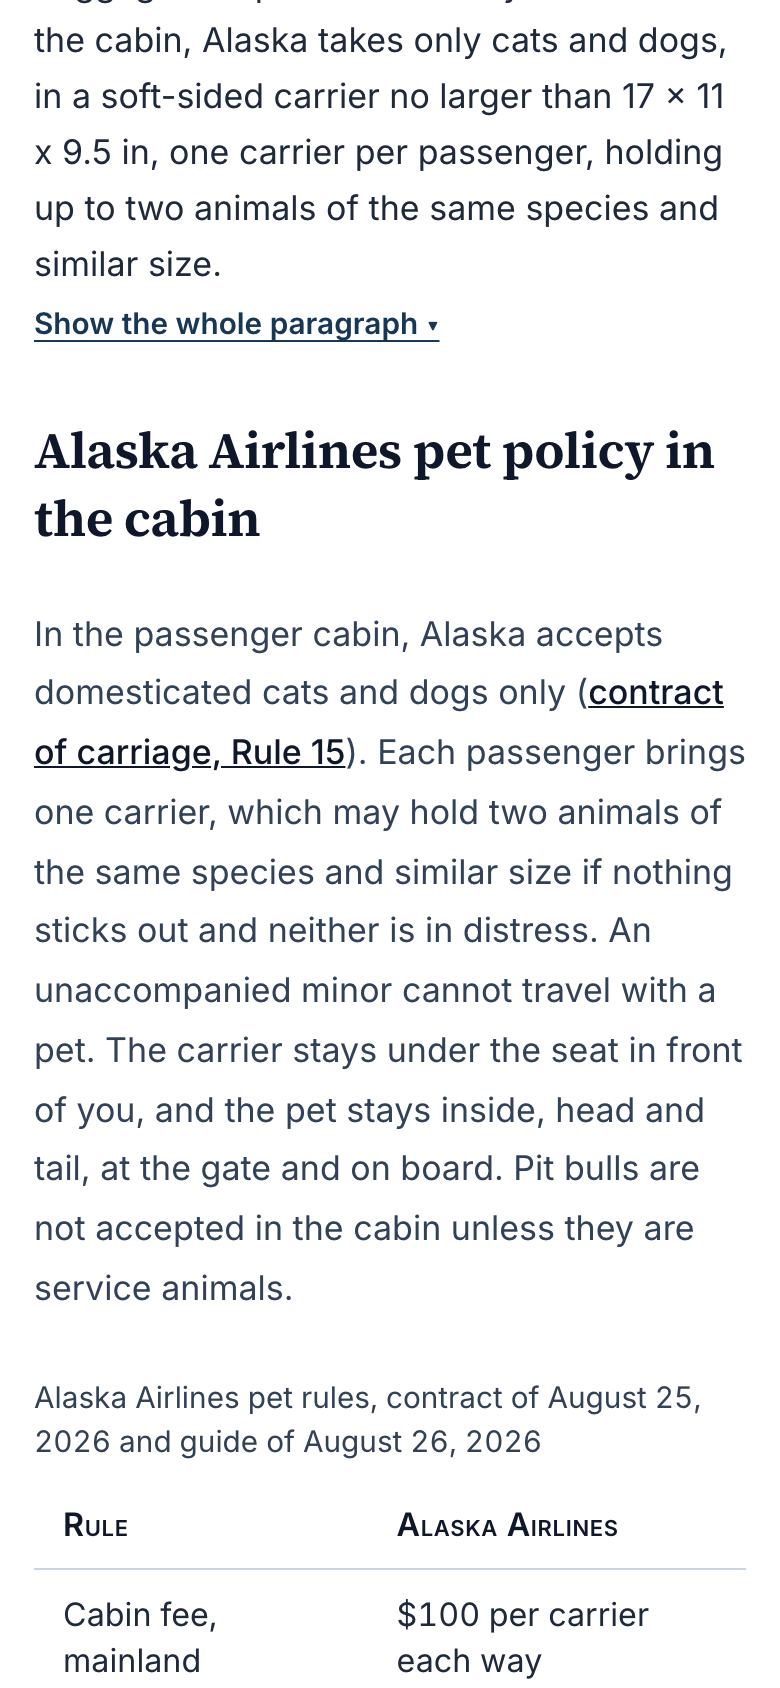 the cabin, Alaska takes only cats and dogs,
in a soft-sided carrier no larger than 17 × 11
x 9.5 in, one carrier per passenger, holding
up to two animals of the same species and
similar size.
Show the whole paragraph ▾
Alaska Airlines pet policy in
the cabin
In the passenger cabin, Alaska accepts
domesticated cats and dogs only (contract
of carriage, Rule 15). Each passenger brings
one carrier, which may hold two animals of
the same species and similar size if nothing
sticks out and neither is in distress. An
unaccompanied minor cannot travel with a
pet. The carrier stays under the seat in front
of you, and the pet stays inside, head and
tail, at the gate and on board. Pit bulls are
not accepted in the cabin unless they are
service animals.
Alaska Airlines pet rules, contract of August 25,
2026 and guide of August 26, 2026
Rule Alaska Airlines
Cabin fee, $100 per carrier
mainland each way